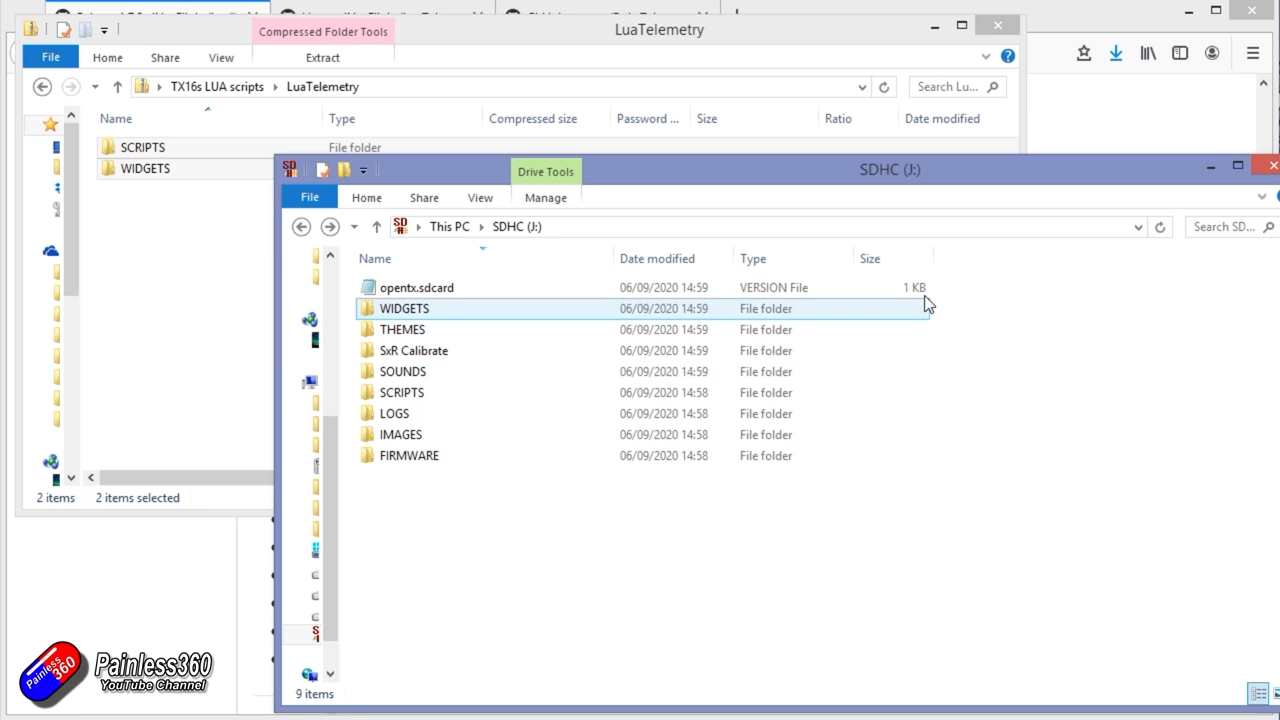 LuaTelemetry
Compressed Folder Tools
File Home Share View Extract
TX16s LUA scripts LuaTelemetry Search Lu...
Name Type Compressed size Password ... Size Ratio Date modified
SCRIPTS File folder
WIDGETS
2 items 2 items selected
Drive Tools SDHC (J:)
File Home Share View Manage
This PC SDHC (J:) Search SD...
Name Date modified Type Size
opentx.sdcard 06/09/2020 14:59 VERSION File 1 KB
WIDGETS 06/09/2020 14:59 File folder
THEMES 06/09/2020 14:59 File folder
SxR Calibrate 06/09/2020 14:59 File folder
SOUNDS 06/09/2020 14:59 File folder
SCRIPTS 06/09/2020 14:58 File folder
LOGS 06/09/2020 14:58 File folder
IMAGES 06/09/2020 14:58 File folder
FIRMWARE 06/09/2020 14:58 File folder
9 items
Painless360
Painless360
YouTube Channel